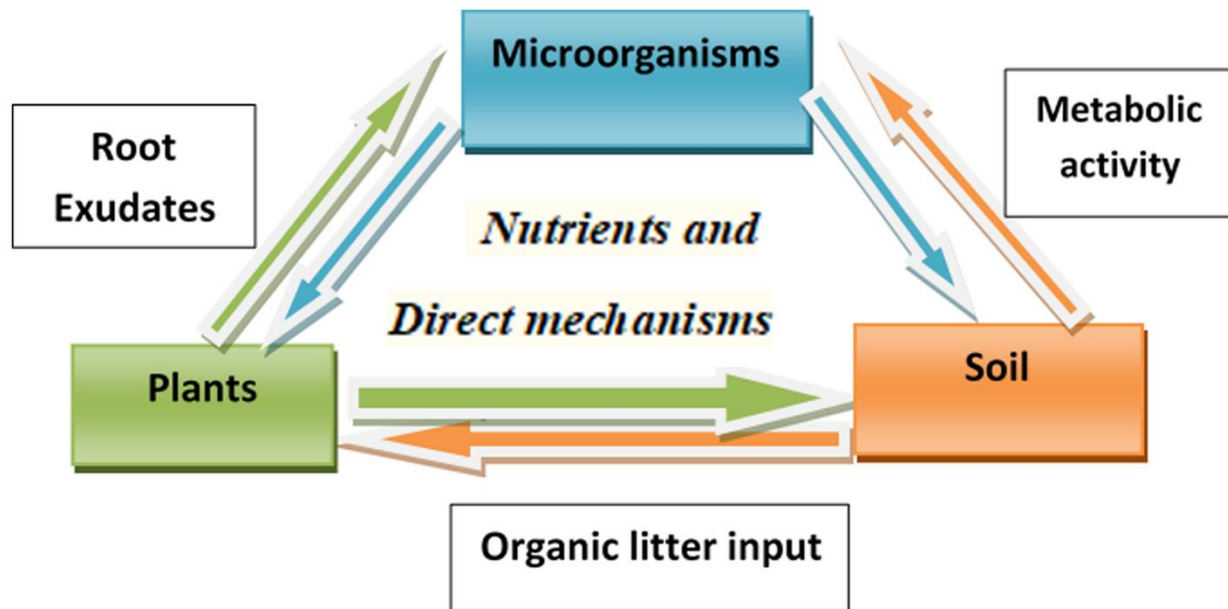 Microorganisms
Root
Exudates
Metabolic
activity
Nutrients and
Direct mechanisms
Plants
Soil
Organic litter input